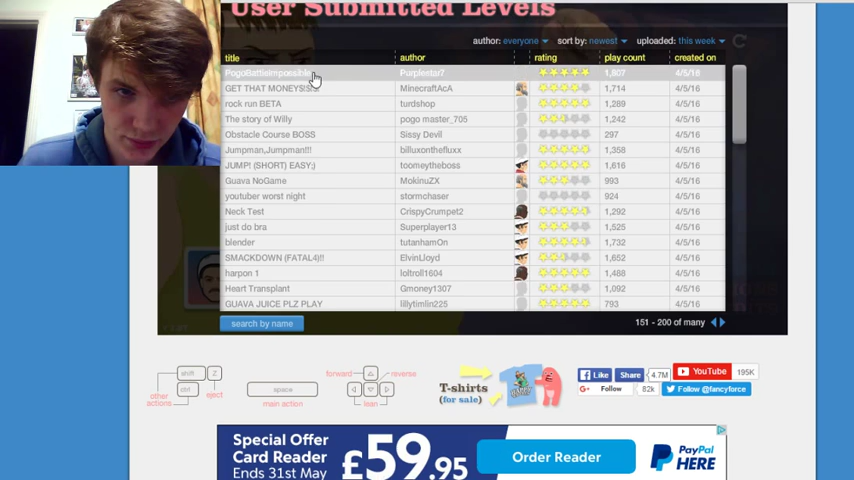 User Submitted Levels
author: everyone sort by: newest uploaded: this week
title author rating play count created on
PogoBattleImpossible Purplestar7 1,807 4/5/16
GET THAT MONEY$!$!$! MinecraftAcA 1,714 4/5/16
rock run BETA turdshop 1,289 4/5/16
The story of Willy pogo master_705 1,242 4/5/16
Obstacle Course BOSS Sissy Devil 297 4/5/16
Jumpman,Jumpman!!! billuxonthefluxx 1,358 4/5/16
JUMP! (SHORT) EASY;) toomeytheboss 1,616 4/5/16
Guava NoGame MokinuZX 993 4/5/16
youtuber worst night stormchaser 924 4/5/16
Neck Test CrispyCrumpet2 1,292 4/5/16
just do bra Superplayer13 1,525 4/5/16
blender tutanhamOn 1,732 4/5/16
SMACKDOWN (FATAL4)!! ElvinLloyd 1,652 4/5/16
harpon 1 loltroll1604 1,488 4/5/16
Heart Transplant Gmoney1307 1,092 4/5/16
GUAVA JUICE PLZ PLAY lillytimlin225 793 4/5/16
search by name 151 - 200 of many
shift Z
ctrl
eject
other actions
space
main action
forward reverse
lean
T-shirts
(for sale)
Like Share 4.7M YouTube 195K
Follow 82k Follow @fancyforce
Special Offer
Card Reader
Ends 31st May
£59.95
Order Reader
PayPal
HERE